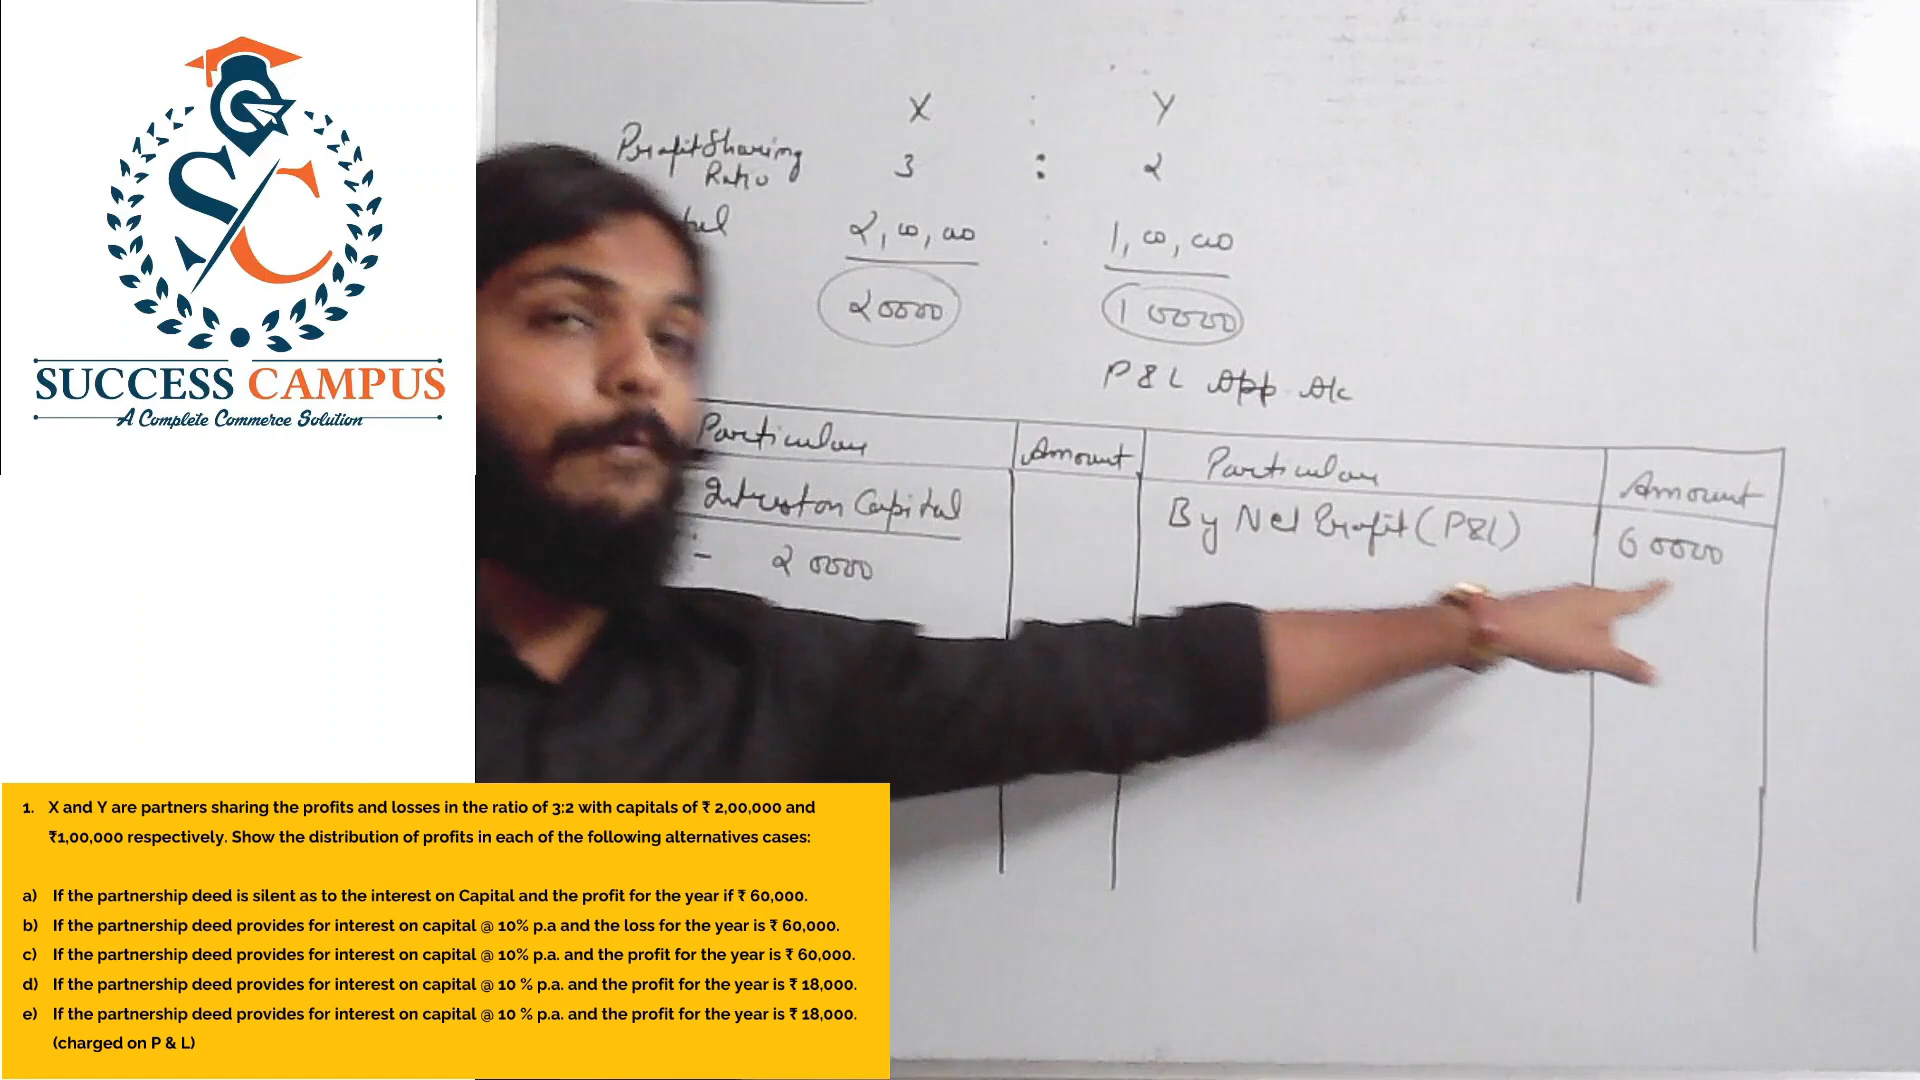 SUCCESS CAMPUS
A Complete Commerce Solution
X : Y
Profit Sharing
Ratio 3 : 2
2,00,000 : 1,00,000
20000 10000
P & L App A/c
Particulars Amount Particulars Amount
Interest on Capital By Net Profit (P&L) 60000
:- 20000
1. X and Y are partners sharing the profits and losses in the ratio of 3:2 with capitals of ₹ 2,00,000 and
₹1,00,000 respectively. Show the distribution of profits in each of the following alternatives cases:
a) If the partnership deed is silent as to the interest on Capital and the profit for the year if ₹ 60,000.
b) If the partnership deed provides for interest on capital @ 10% p.a and the loss for the year is ₹ 60,000.
c) If the partnership deed provides for interest on capital @ 10% p.a. and the profit for the year is ₹ 60,000.
d) If the partnership deed provides for interest on capital @ 10 % p.a. and the profit for the year is ₹ 18,000.
e) If the partnership deed provides for interest on capital @ 10 % p.a. and the profit for the year is ₹ 18,000.
(charged on P & L)